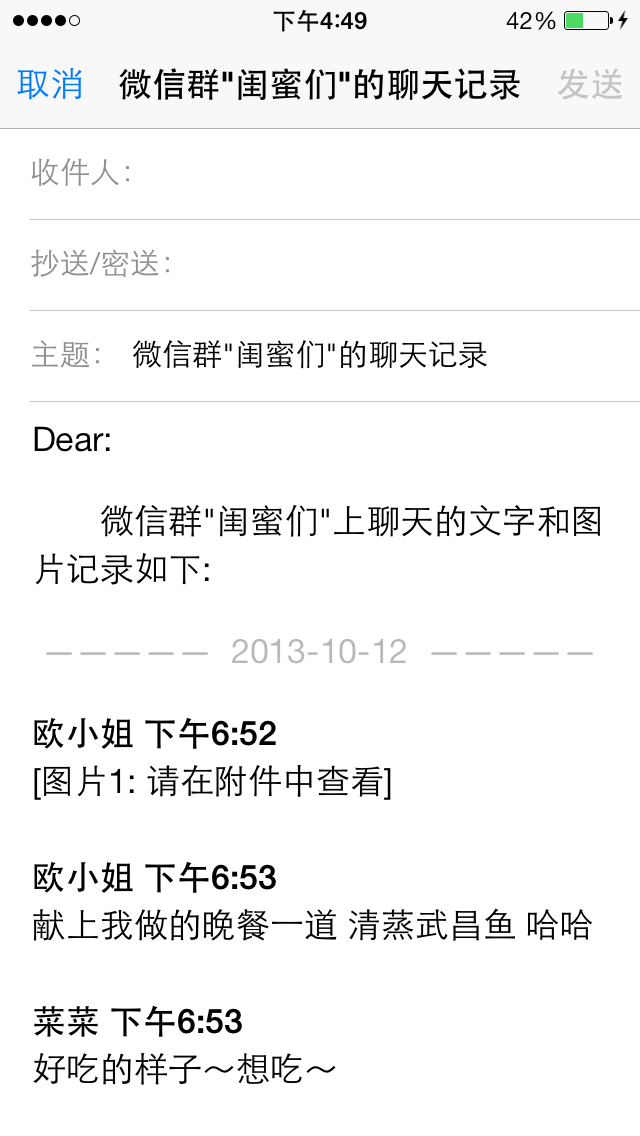 下午4:49 42%
取消 微信群"闺蜜们"的聊天记录 发送
收件人:
抄送/密送:
主题: 微信群"闺蜜们"的聊天记录
Dear:
微信群"闺蜜们"上聊天的文字和图
片记录如下:
————— 2013-10-12 —————
欧小姐 下午6:52
[图片1: 请在附件中查看]
欧小姐 下午6:53
献上我做的晚餐一道 清蒸武昌鱼 哈哈
菜菜 下午6:53
好吃的样子～想吃～